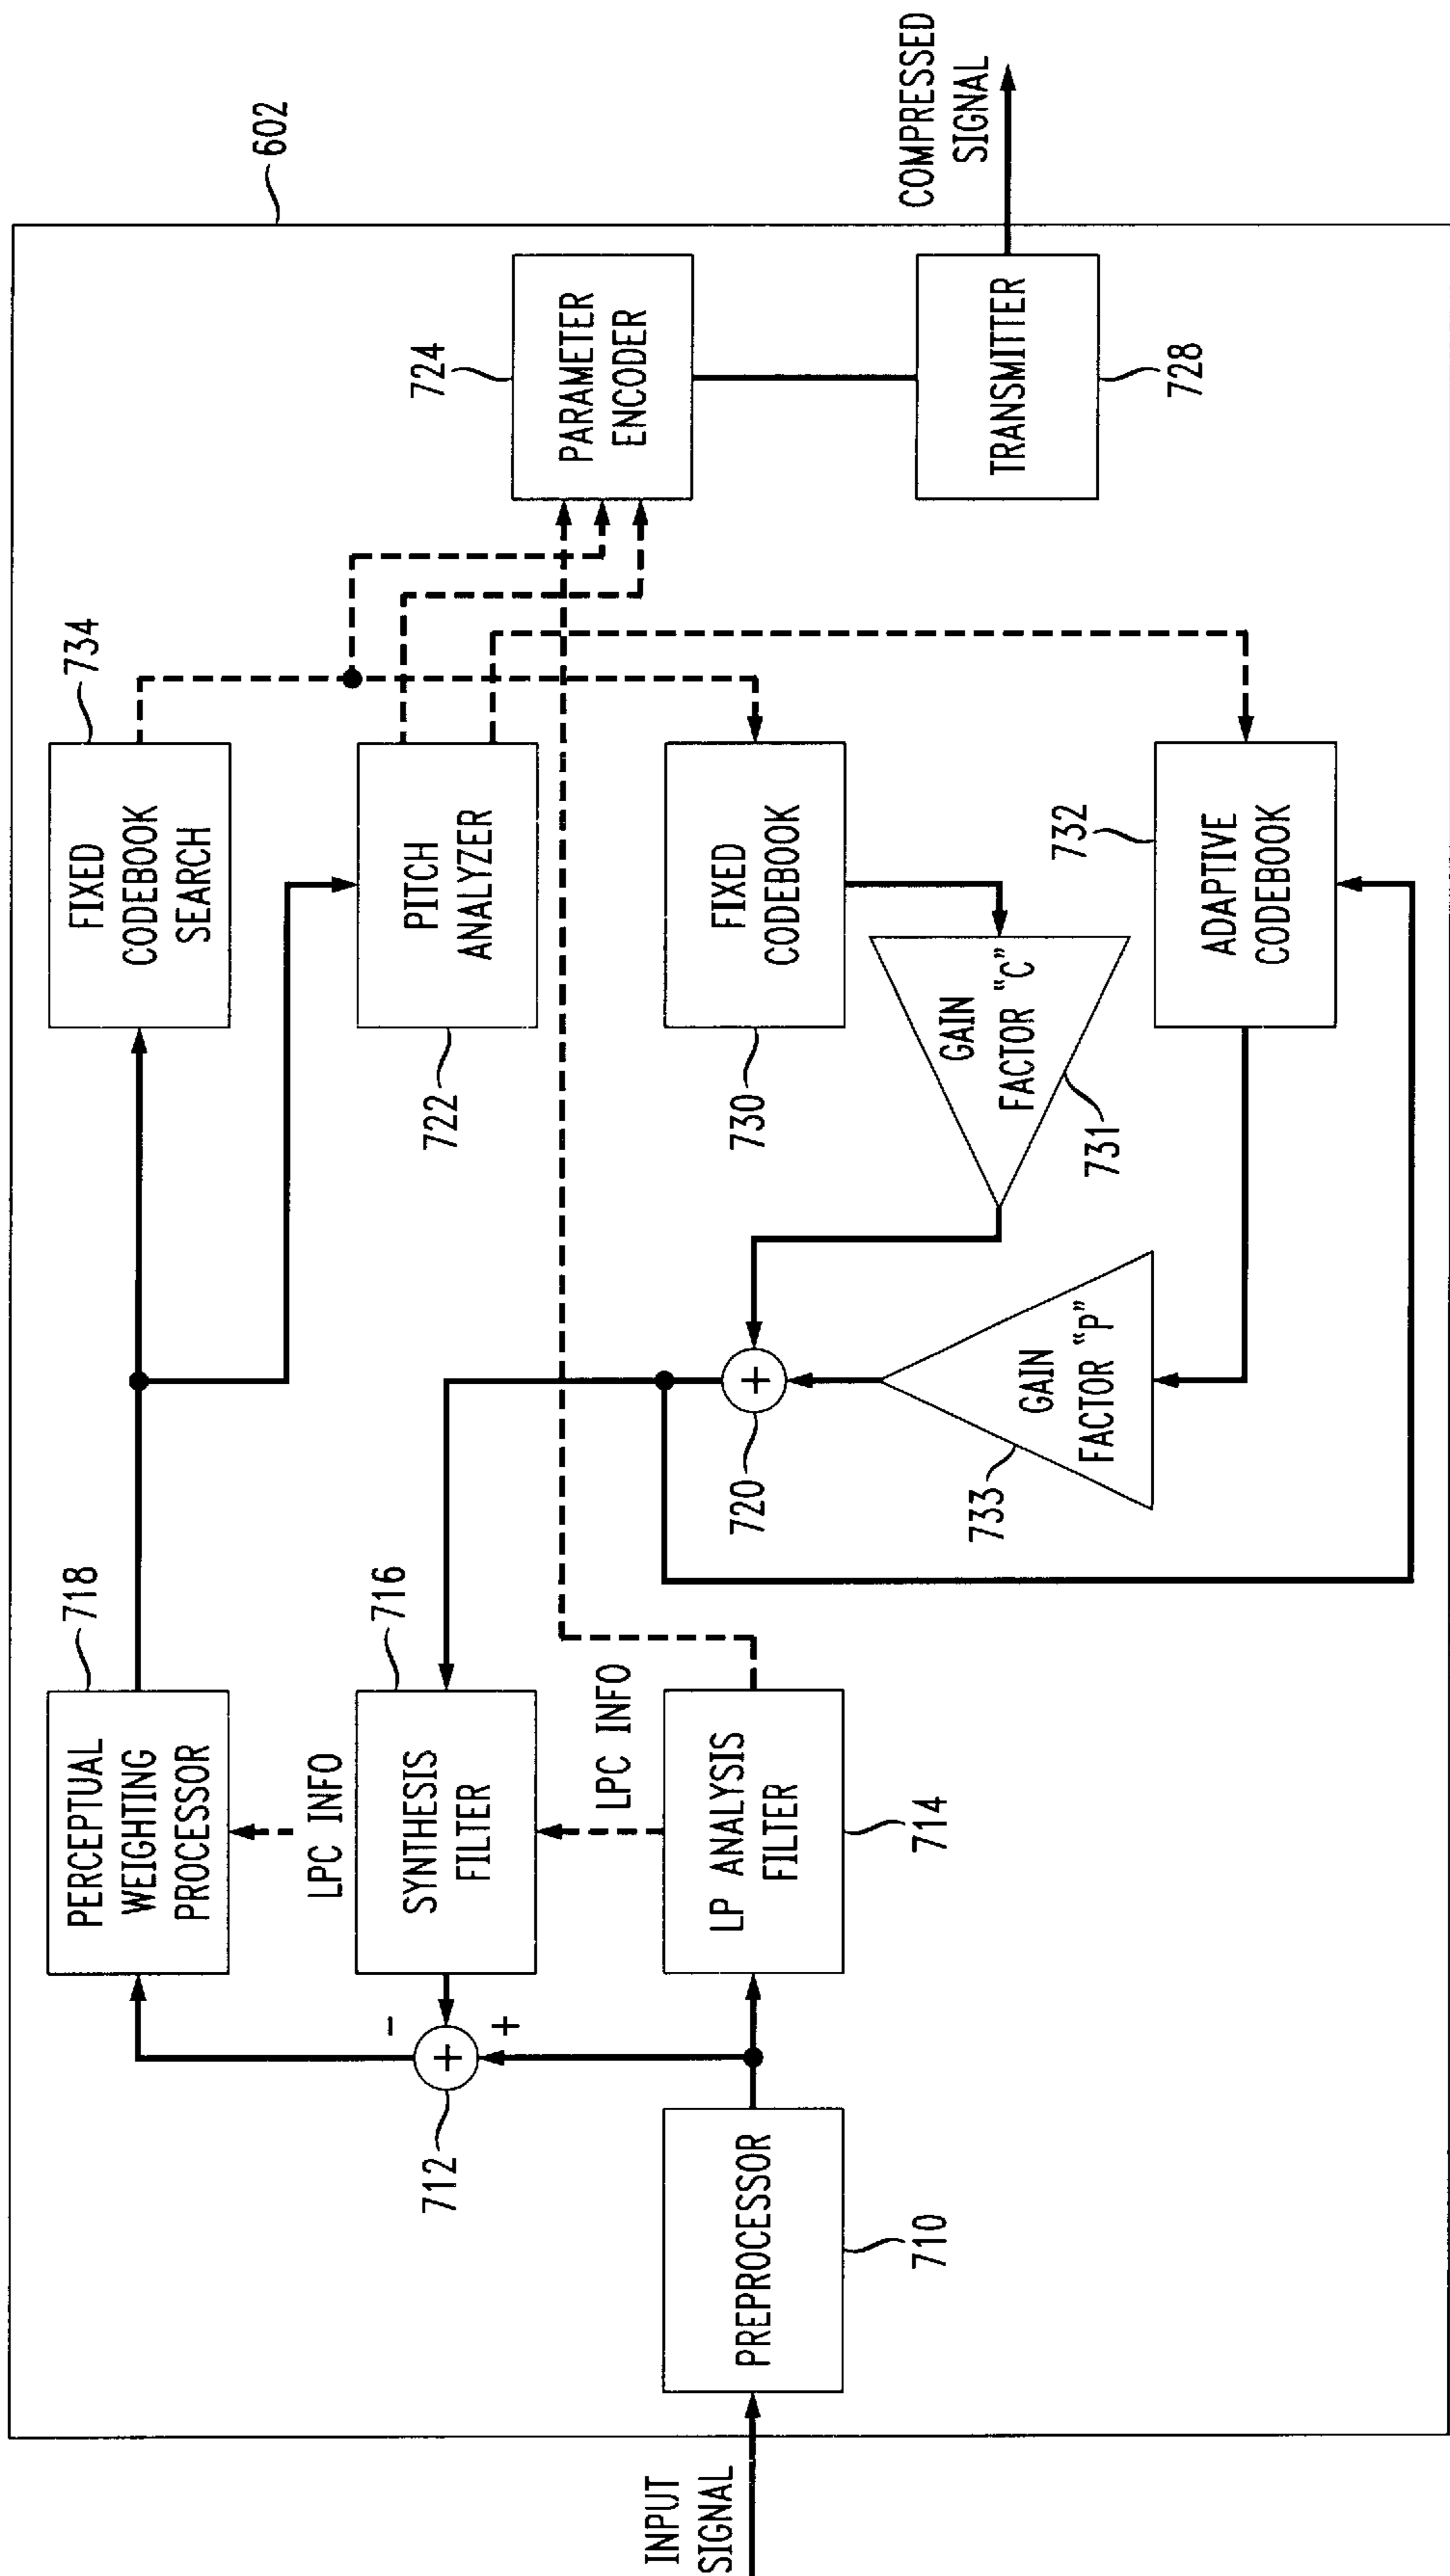 602
718
PERCEPTUAL
WEIGHTING
PROCESSOR
734
FIXED
CODEBOOK
SEARCH
LPC INFO
-
+
712
+
716
SYNTHESIS
FILTER
722
PITCH
ANALYZER
724
PARAMETER
ENCODER
LPC INFO
INPUT
SIGNAL
PREPROCESSOR
710
LP ANALYSIS
FILTER
714
+
720
730
FIXED
CODEBOOK
GAIN
FACTOR "C"
731
GAIN
FACTOR "P"
733
732
ADAPTIVE
CODEBOOK
TRANSMITTER
728
COMPRESSED
SIGNAL